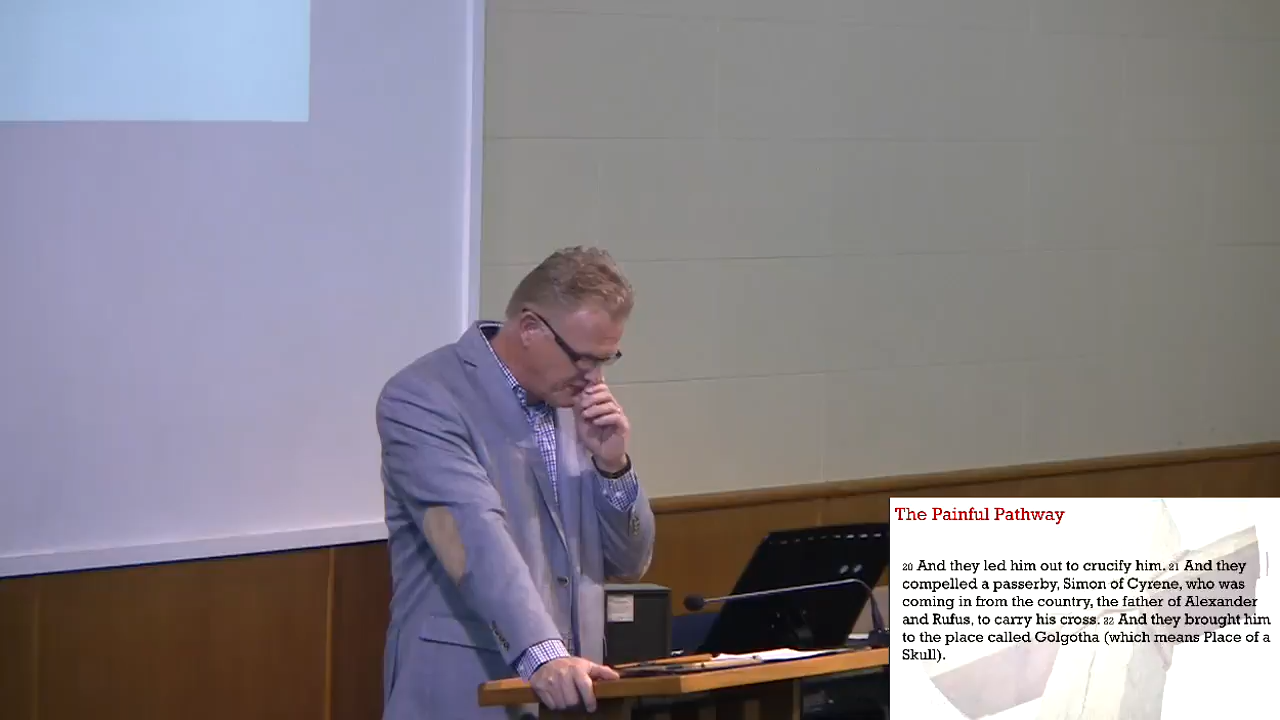 The Painful Pathway
20 And they led him out to crucify him. 21 And they
compelled a passerby, Simon of Cyrene, who was
coming in from the country, the father of Alexander
and Rufus, to carry his cross. 22 And they brought him
to the place called Golgotha (which means Place of a
Skull).